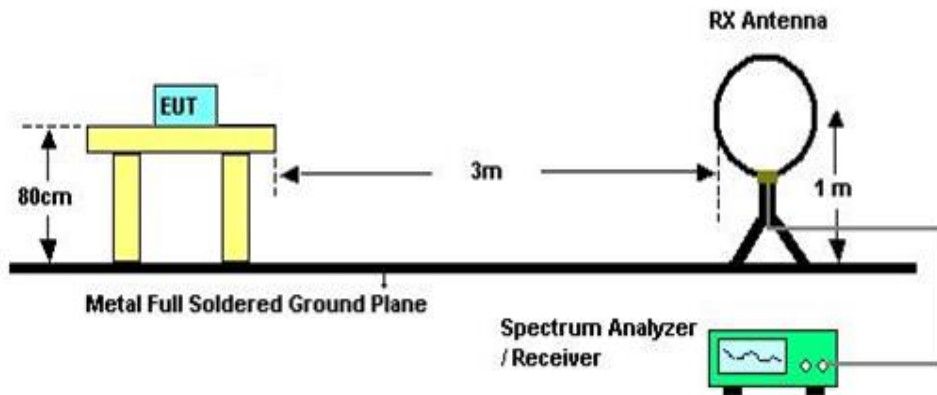 RX Antenna
EUT
3m
80cm
1 m
Metal Full Soldered Ground Plane
Spectrum Analyzer
/ Receiver